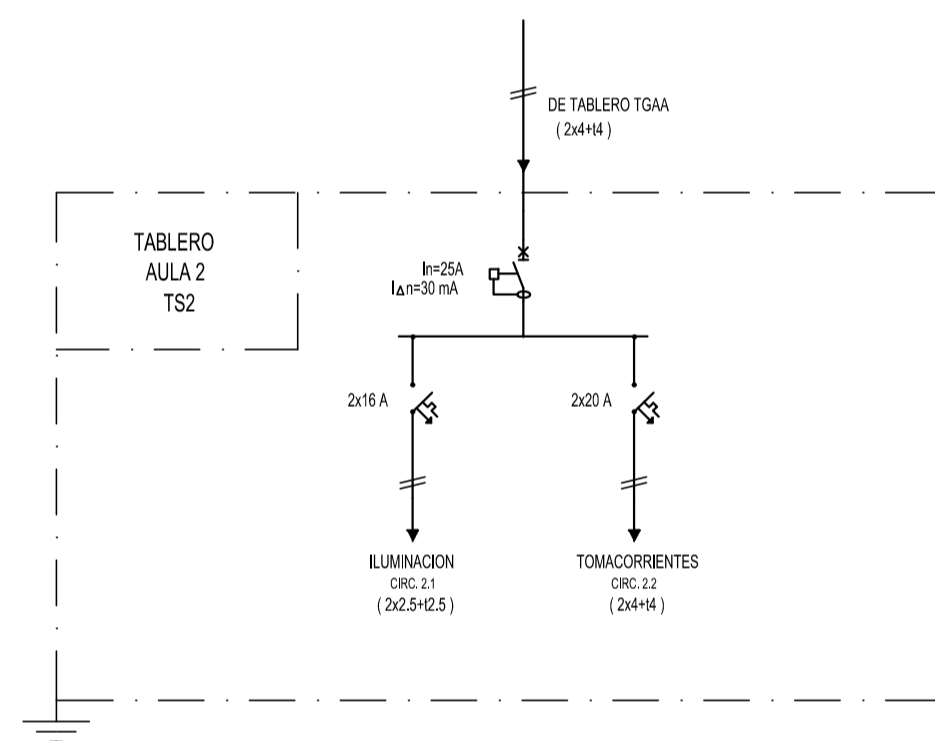 DE TABLERO TGAA
( 2x4+t4 )
TABLERO
AULA 2
TS2
In=25A
I∆n=30 mA
2x16 A
2x20 A
ILUMINACION
CIRC. 2.1
( 2x2.5+t2.5 )
TOMACORRIENTES
CIRC. 2.2
( 2x4+t4 )